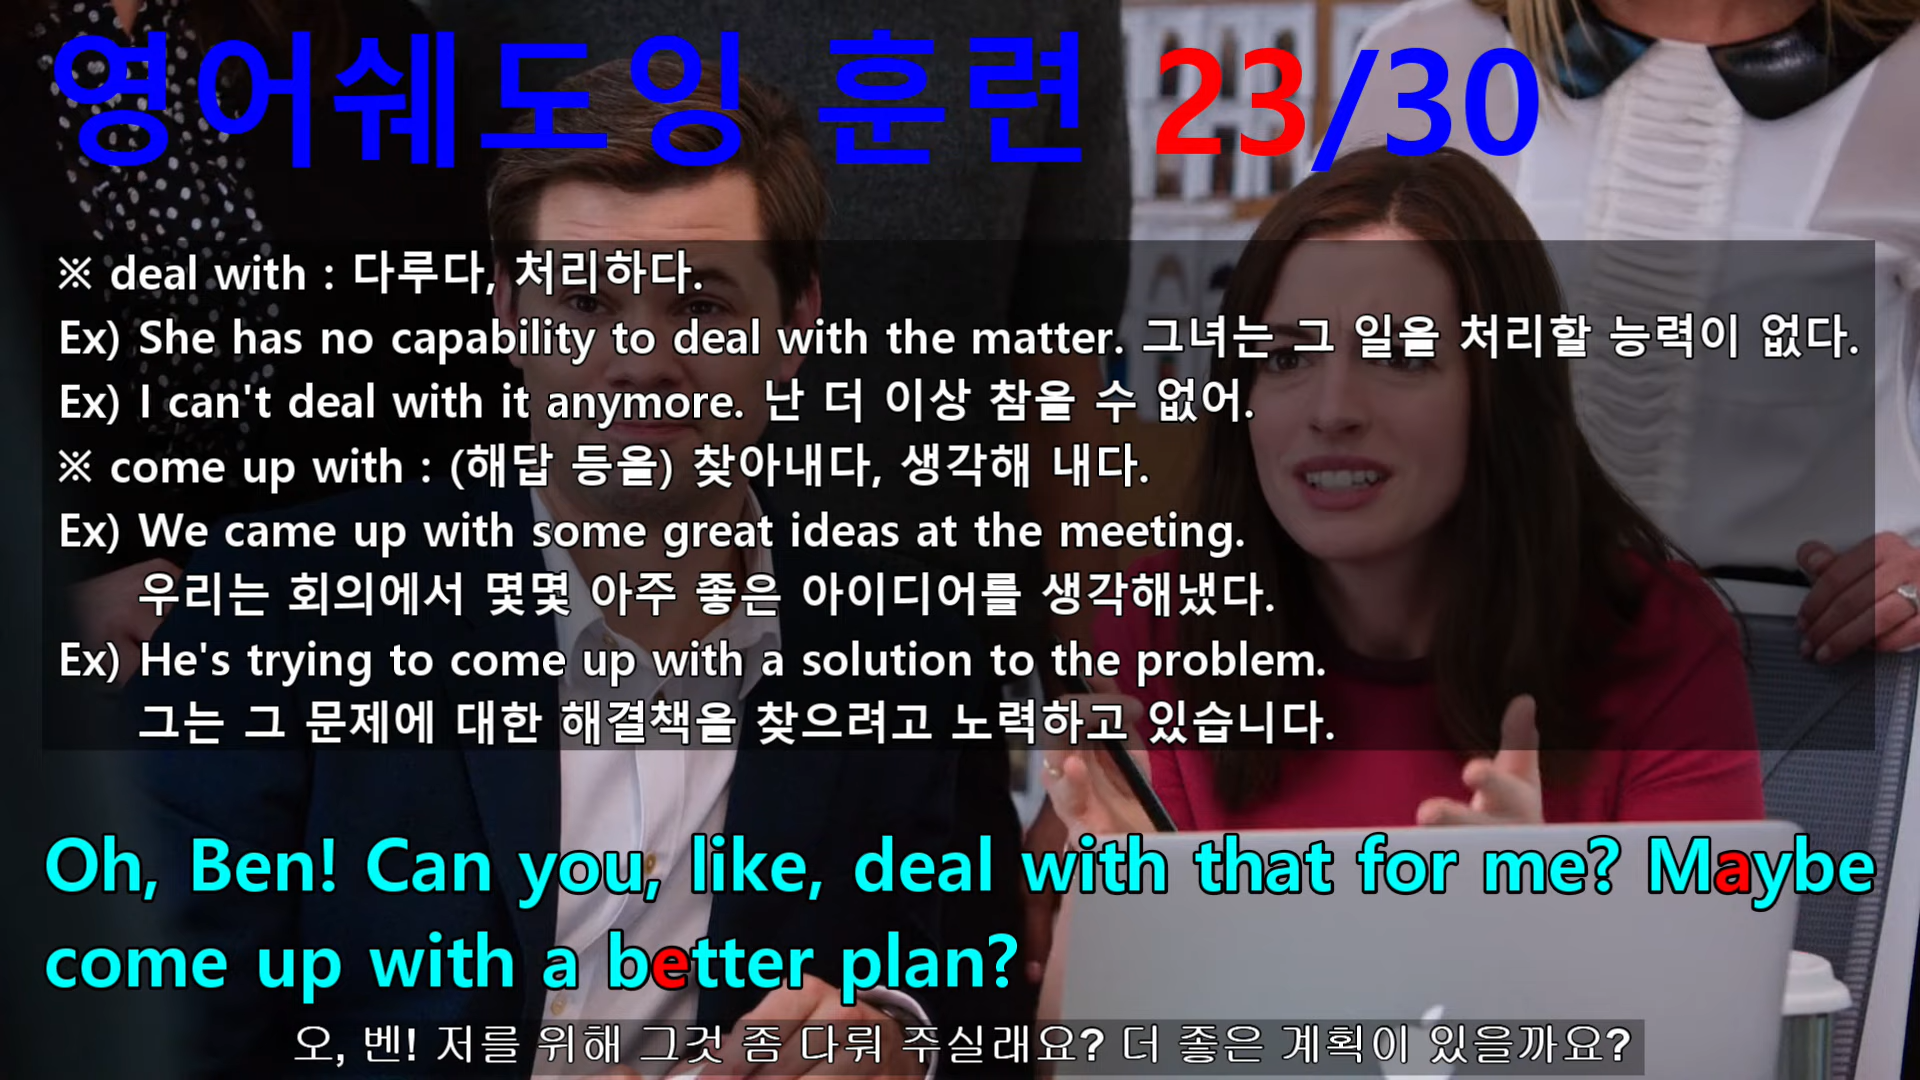 영어쉐도잉 훈련 23/30
※ deal with : 다루다, 처리하다.
Ex) She has no capability to deal with the matter. 그녀는 그 일을 처리할 능력이 없다.
Ex) I can't deal with it anymore. 난 더 이상 참을 수 없어.
※ come up with : (해답 등을) 찾아내다, 생각해 내다.
Ex) We came up with some great ideas at the meeting.
우리는 회의에서 몇몇 아주 좋은 아이디어를 생각해냈다.
Ex) He's trying to come up with a solution to the problem.
그는 그 문제에 대한 해결책을 찾으려고 노력하고 있습니다.
Oh, Ben! Can you, like, deal with that for me? Maybe
come up with a better plan?
오, 벤! 저를 위해 그것 좀 다뤄 주실래요? 더 좋은 계획이 있을까요?